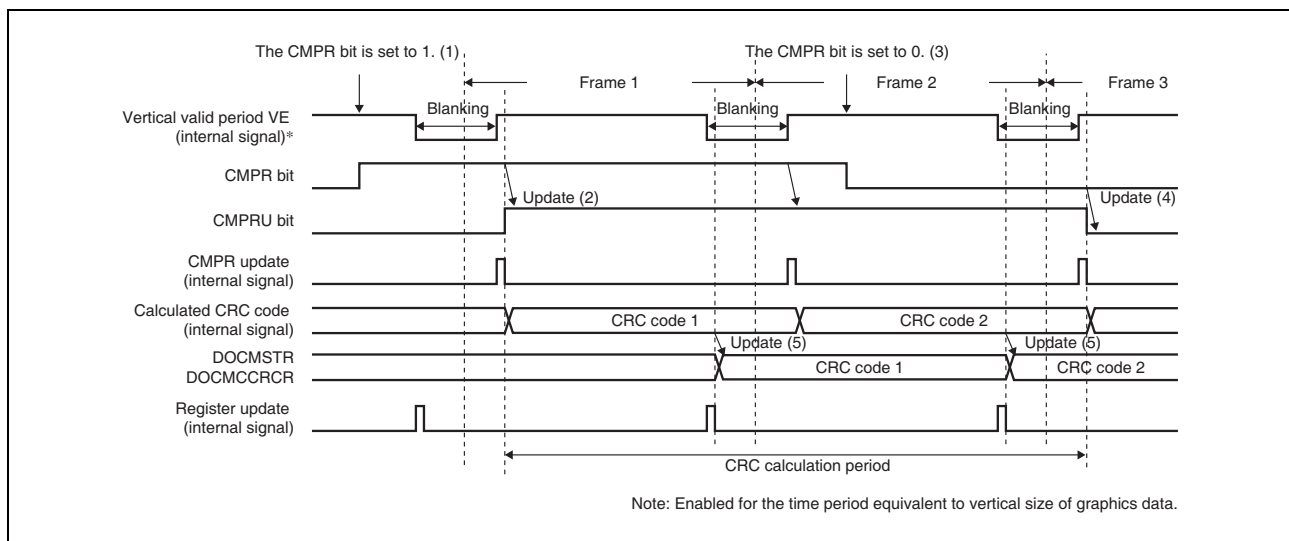 The CMPR bit is set to 1. (1)
The CMPR bit is set to 0. (3)
Frame 1
Frame 2
Frame 3
Vertical valid period VE
(internal signal)*
Blanking
Blanking
Blanking
CMPR bit
Update (2)
Update (4)
CMPRU bit
CMPR update
(internal signal)
Calculated CRC code
(internal signal)
CRC code 1
CRC code 2
Update (5)
Update (5)
DOCMSTR
DOCMCCRCR
CRC code 1
CRC code 2
Register update
(internal signal)
CRC calculation period
Note: Enabled for the time period equivalent to vertical size of graphics data.